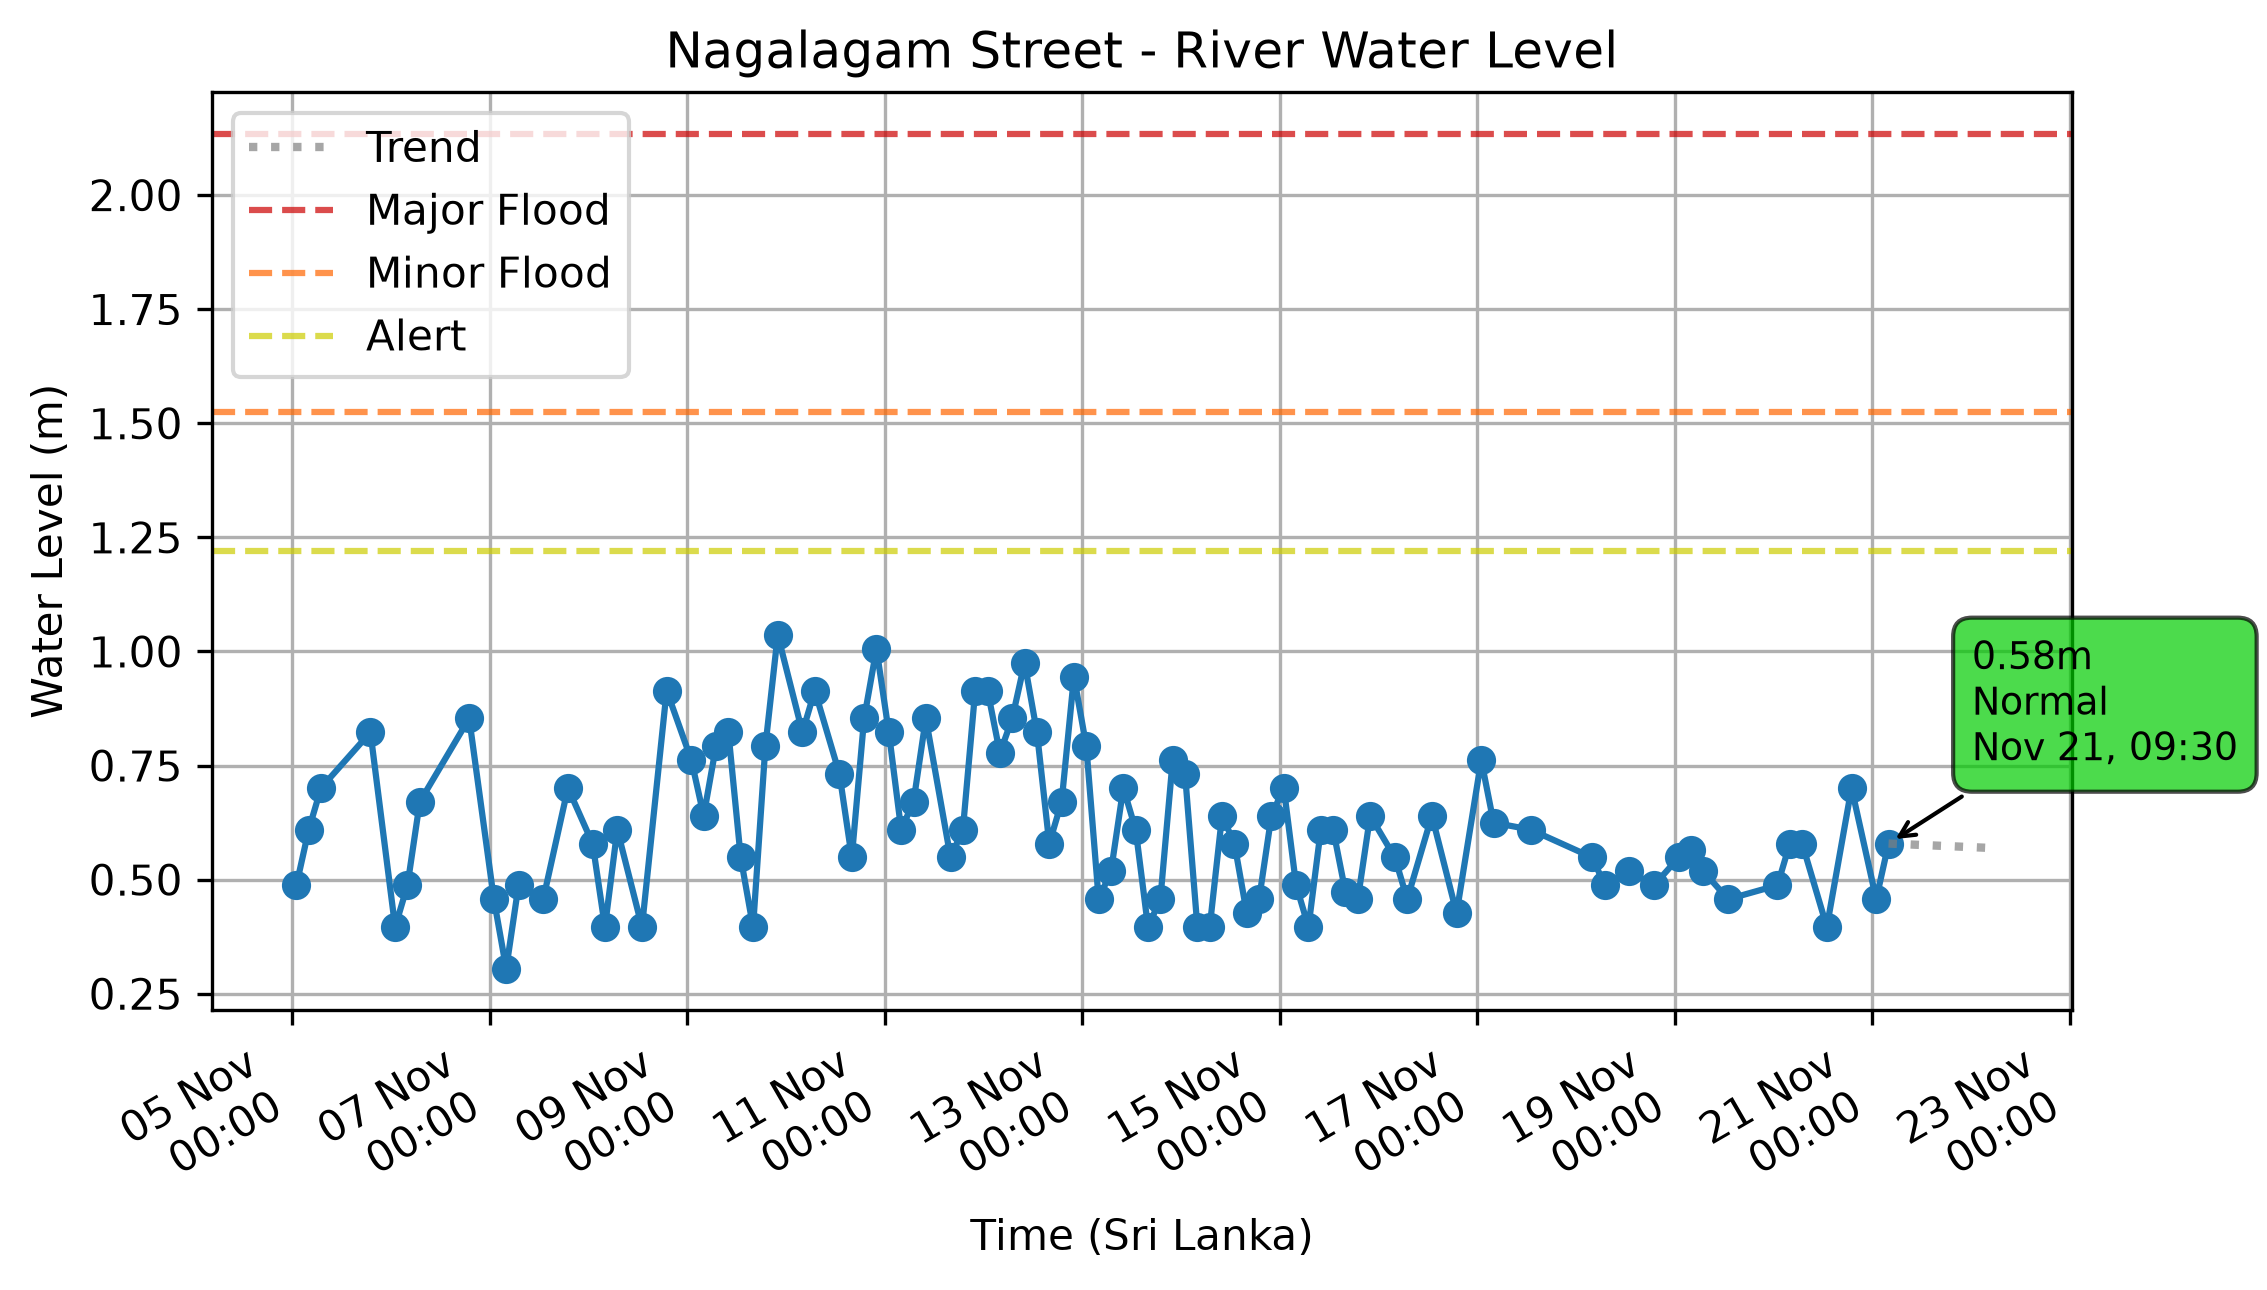 Nagalagam Street - River Water Level
Trend
Major Flood
Minor Flood
Alert
Water Level (m)
2.00
1.75
1.50
1.25
1.00
0.75
0.50
0.25
0.58m
Normal
Nov 21, 09:30
05 Nov
00:00
07 Nov
00:00
09 Nov
00:00
11 Nov
00:00
13 Nov
00:00
15 Nov
00:00
17 Nov
00:00
19 Nov
00:00
21 Nov
00:00
23 Nov
00:00
Time (Sri Lanka)